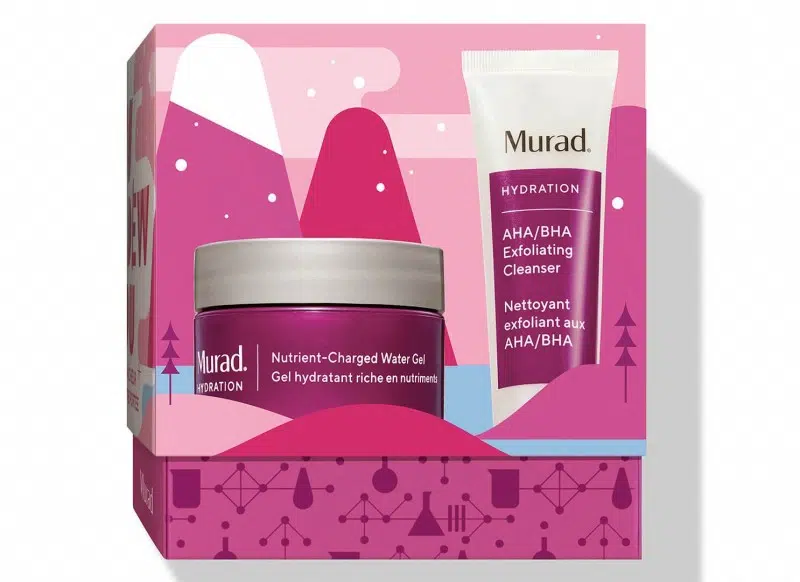 Murad.
HYDRATION
AHA/BHA
Exfoliating
Cleanser
Nettoyant
exfoliant aux
AHA/BHA
Murad.
HYDRATION
Nutrient-Charged Water Gel
Gel hydratant riche en nutriments
Murad